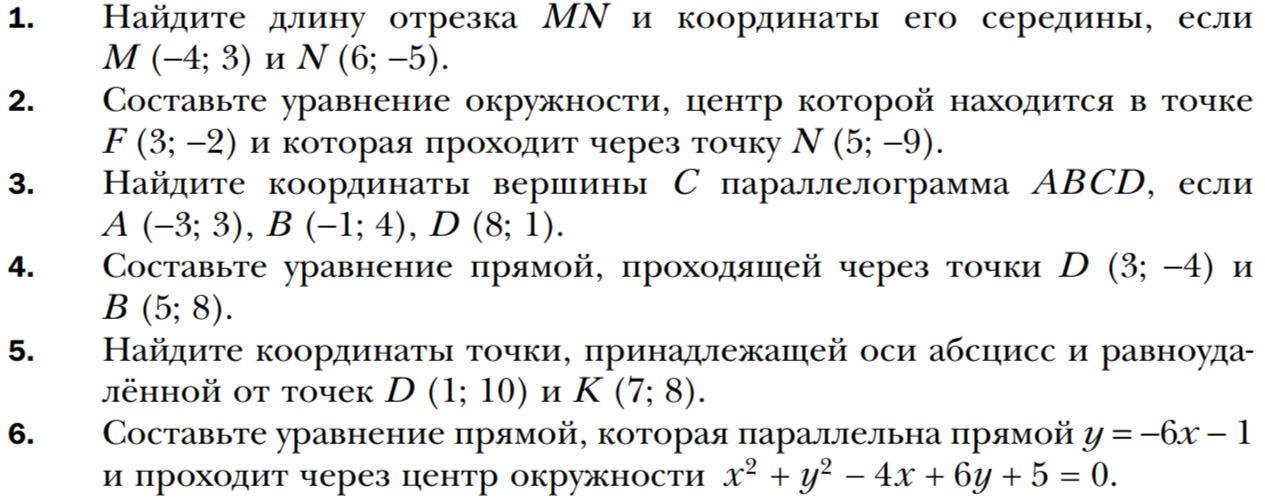 1. Найдите длину отрезка MN и координаты его середины, если
M (–4; 3) и N (6; –5).
2. Составьте уравнение окружности, центр которой находится в точке
F (3; –2) и которая проходит через точку N (5; –9).
3. Найдите координаты вершины C параллелограмма ABCD, если
A (–3; 3), B (–1; 4), D (8; 1).
4. Составьте уравнение прямой, проходящей через точки D (3; –4) и
B (5; 8).
5. Найдите координаты точки, принадлежащей оси абсцисс и равноуда-
лённой от точек D (1; 10) и K (7; 8).
6. Составьте уравнение прямой, которая параллельна прямой y = –6x – 1
и проходит через центр окружности x² + y² – 4x + 6y + 5 = 0.